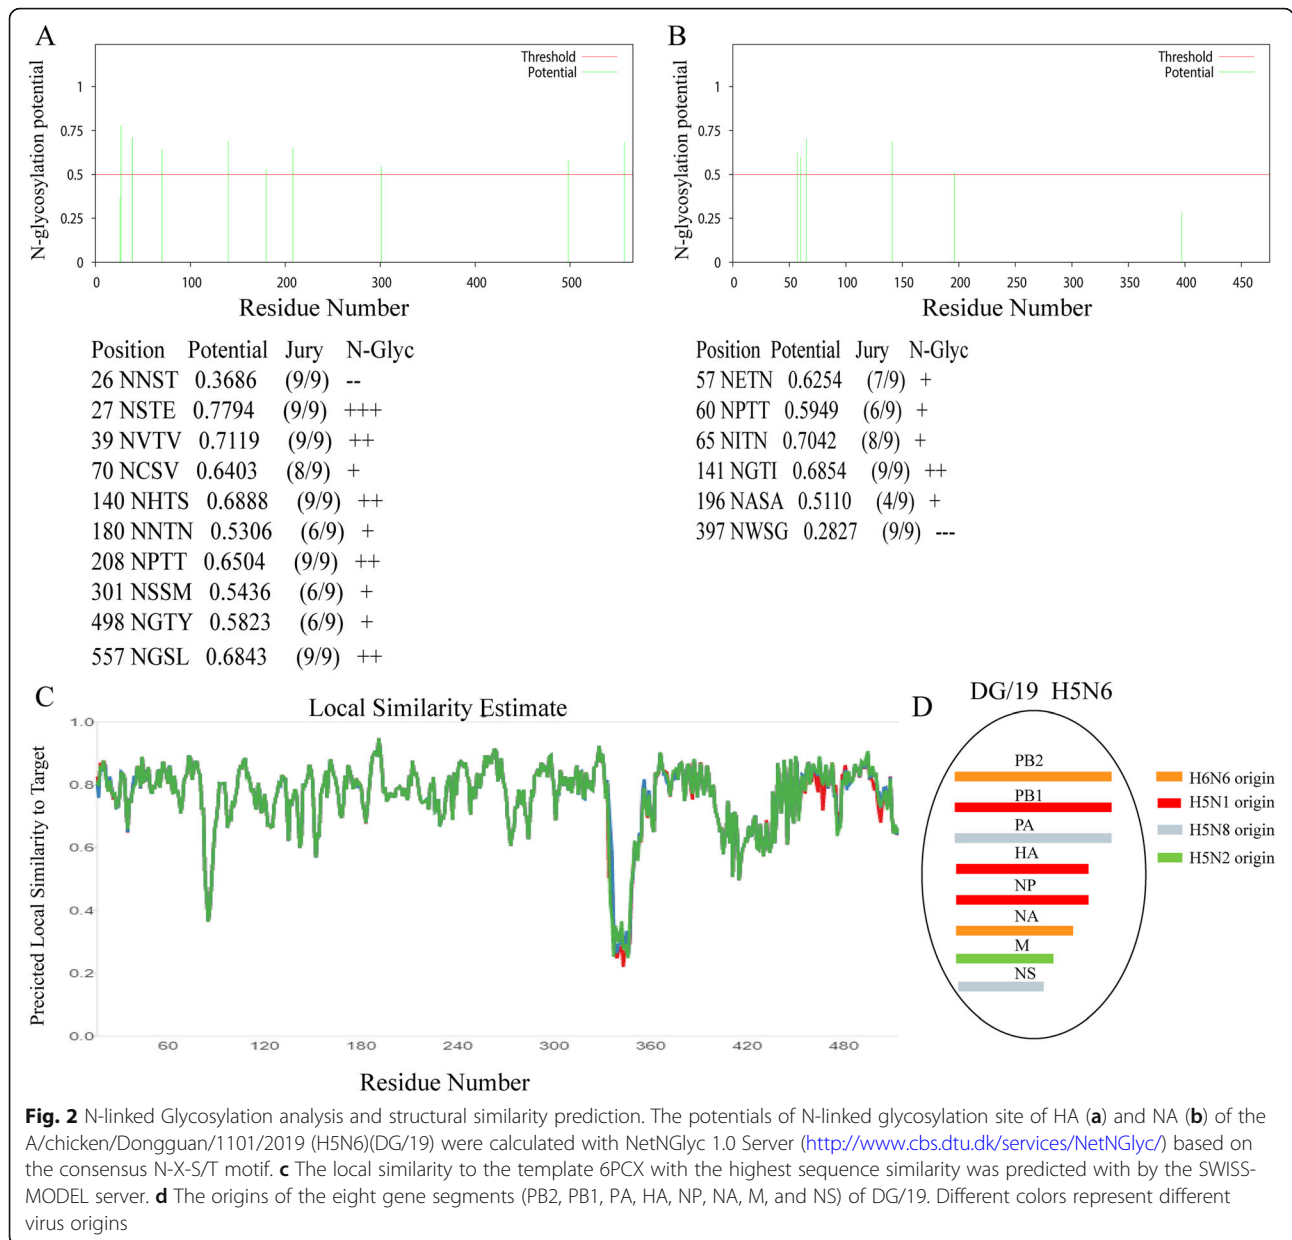 A
N-glycosylation potential
Threshold
Potential
1
0.75
0.5
0.25
0
0 100 200 300 400 500
Residue Number
Position Potential Jury N-Glyc
26 NNST 0.3686 (9/9) --
27 NSTE 0.7794 (9/9) +++
39 NVTV 0.7119 (9/9) ++
70 NCSV 0.6403 (8/9) +
140 NHTS 0.6888 (9/9) ++
180 NNTN 0.5306 (6/9) +
208 NPTT 0.6504 (9/9) ++
301 NSSM 0.5436 (6/9) +
498 NGTY 0.5823 (6/9) +
557 NGSL 0.6843 (9/9) ++
B
N-glycosylation potential
Threshold
Potential
1
0.75
0.5
0.25
0
0 50 100 150 200 250 300 350 400 450
Residue Number
Position Potential Jury N-Glyc
57 NETN 0.6254 (7/9) +
60 NPTT 0.5949 (6/9) +
65 NITN 0.7042 (8/9) +
141 NGTI 0.6854 (9/9) ++
196 NASA 0.5110 (4/9) +
397 NWSG 0.2827 (9/9) ---
C
Local Similarity Estimate
Precicted Local Similarity to Target
1.0
0.8
0.6
0.4
0.2
0.0
60 120 180 240 300 360 420 480
Residue Number
D
DG/19 H5N6
PB2
PB1
PA
HA
NP
NA
M
NS
H6N6 origin
H5N1 origin
H5N8 origin
H5N2 origin
Fig. 2 N-linked Glycosylation analysis and structural similarity prediction. The potentials of N-linked glycosylation site of HA (a) and NA (b) of the
A/chicken/Dongguan/1101/2019 (H5N6)(DG/19) were calculated with NetNGlyc 1.0 Server (http://www.cbs.dtu.dk/services/NetNGlyc/) based on
the consensus N-X-S/T motif. c The local similarity to the template 6PCX with the highest sequence similarity was predicted with by the SWISS-
MODEL server. d The origins of the eight gene segments (PB2, PB1, PA, HA, NP, NA, M, and NS) of DG/19. Different colors represent different
virus origins